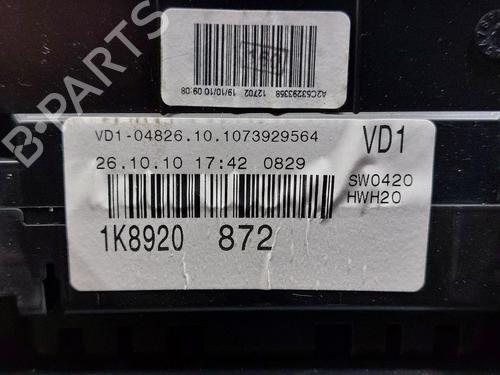 A2C53293358 12702 19/10/10 09:08
VD1-04826.10.1073929564
VD1
26.10.10 17:42 0829
SW0420
HWH20
1K8920 872
B-PARTS